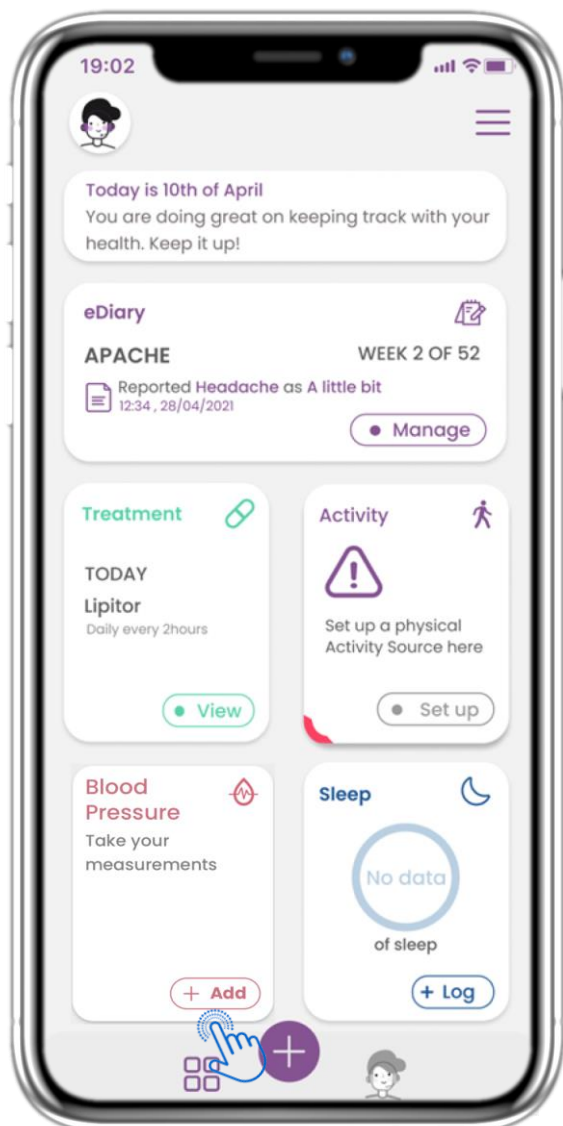 19:02
Today is 10th of April
You are doing great on keeping track with your
health. Keep it up!
eDiary
APACHE
WEEK 2 OF 52
Reported Headache as A little bit
12:34 , 28/04/2021
Manage
Treatment
TODAY
Lipitor
Daily every 2hours
View
Activity
Set up a physical
Activity Source here
Set up
Blood
Pressure
Take your
measurements
+ Add
Sleep
No data
of sleep
+ Log